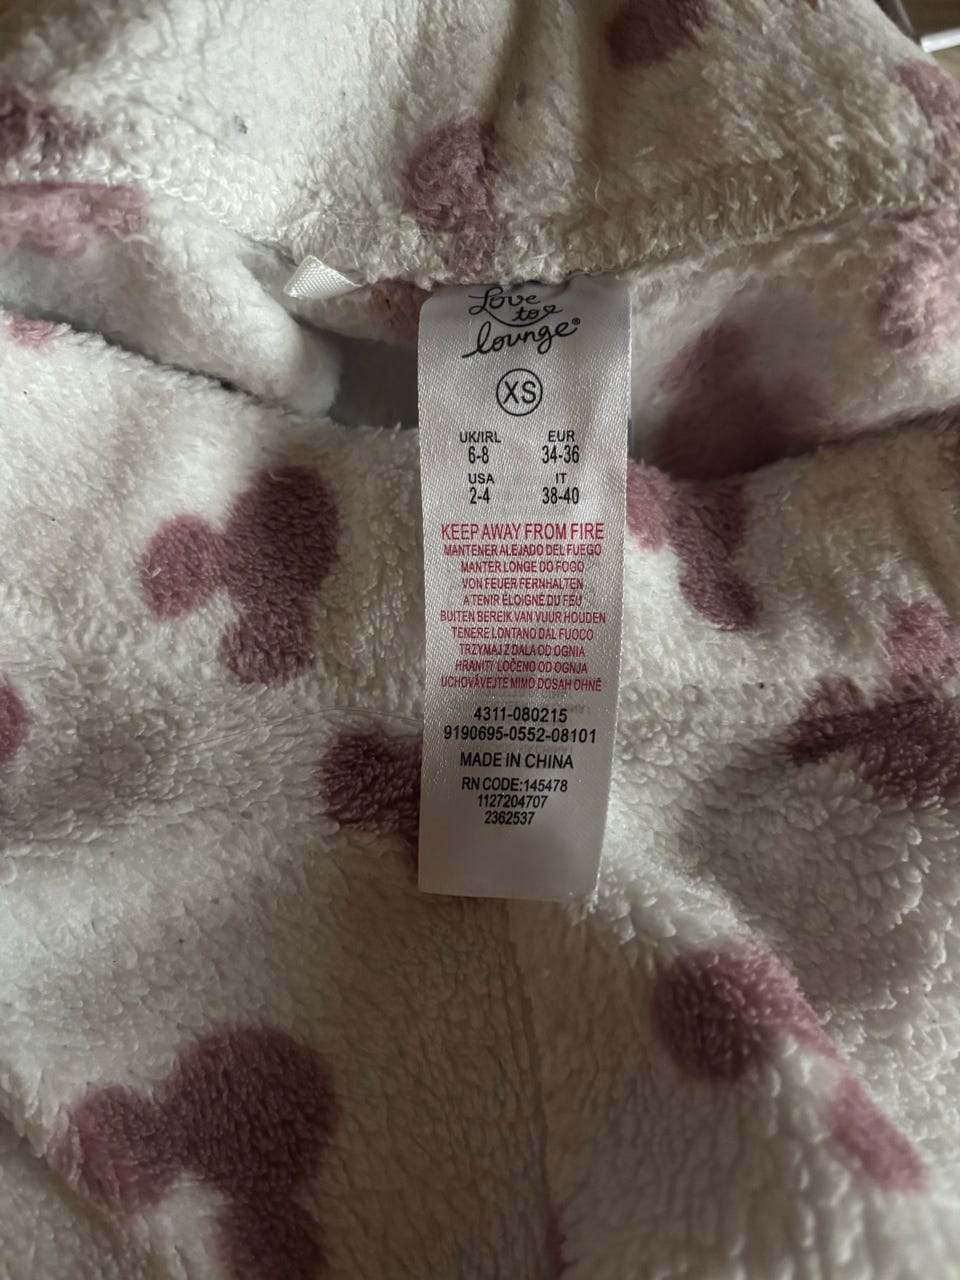 Love
to
lounge®
XS
UK/IRL EUR
6-8 34-36
USA IT
2-4 38-40
KEEP AWAY FROM FIRE
MANTENER ALEJADO DEL FUEGO
MANTER LONGE DO FOGO
VON FEUER FERNHALTEN
A TENIR ÉLOIGNÉ DU FEU
BUITEN BEREIK VAN VUUR HOUDEN
TENERE LONTANO DAL FUOCO
TRZYMAJ Z DALA OD OGNIA
HRANITI LOČENO OD OGNJA
UCHOVÁVEJTE MIMO DOSAH OHNĚ
4311-080215
9190695-0552-08101
MADE IN CHINA
RN CODE:145478
1127204707
2362537